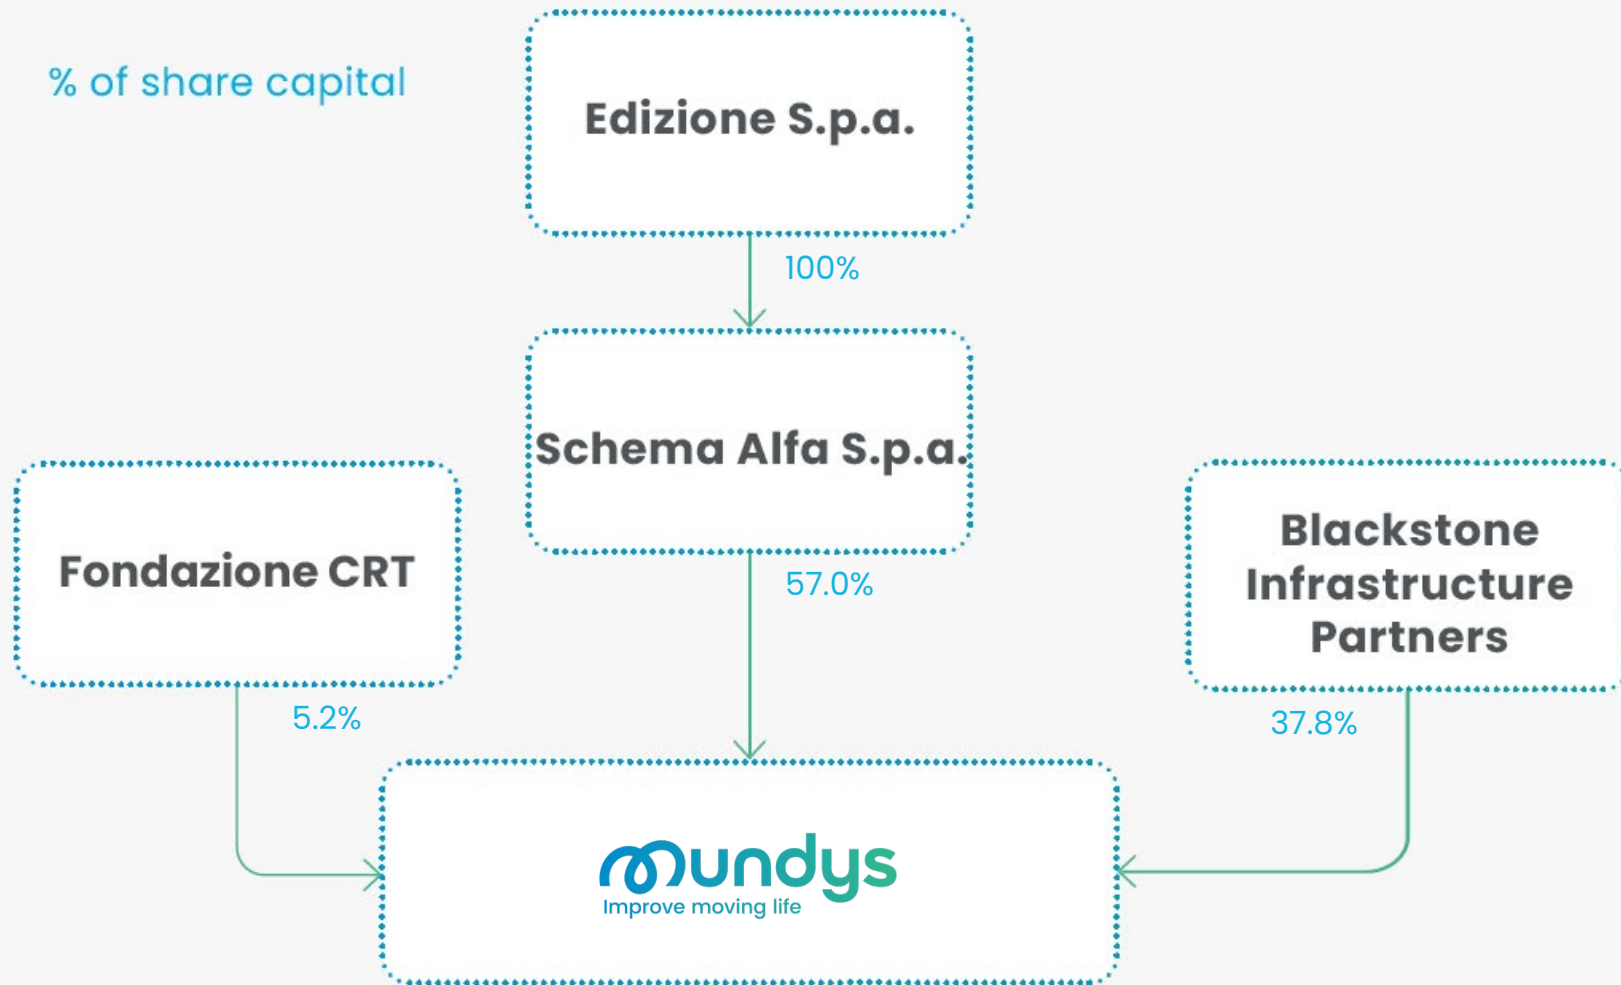 % of share capital
Edizione S.p.a.
100%
Schema Alfa S.p.a.
57.0%
Fondazione CRT
5.2%
Blackstone
Infrastructure
Partners
37.8%
mundys
Improve moving life